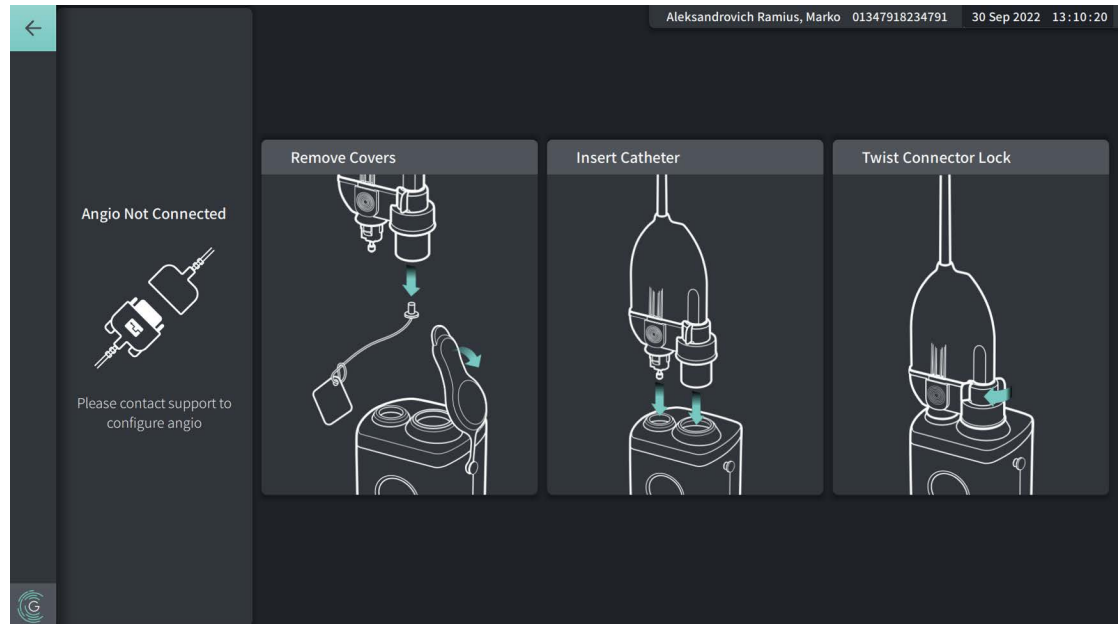 Aleksandrovich Ramius, Marko 01347918234791 30 Sep 2022 13:10:20
Angio Not Connected
Please contact support to
configure angio
Remove Covers
Insert Catheter
Twist Connector Lock
G